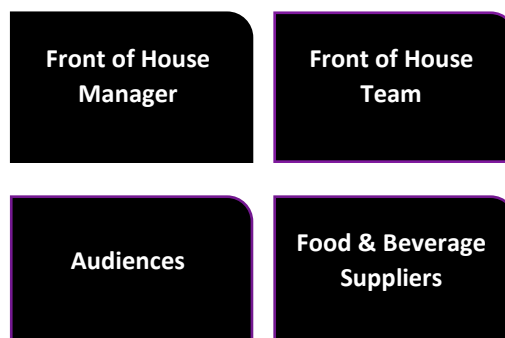 Front of House
Manager
Front of House
Team
Audiences
Food & Beverage
Suppliers